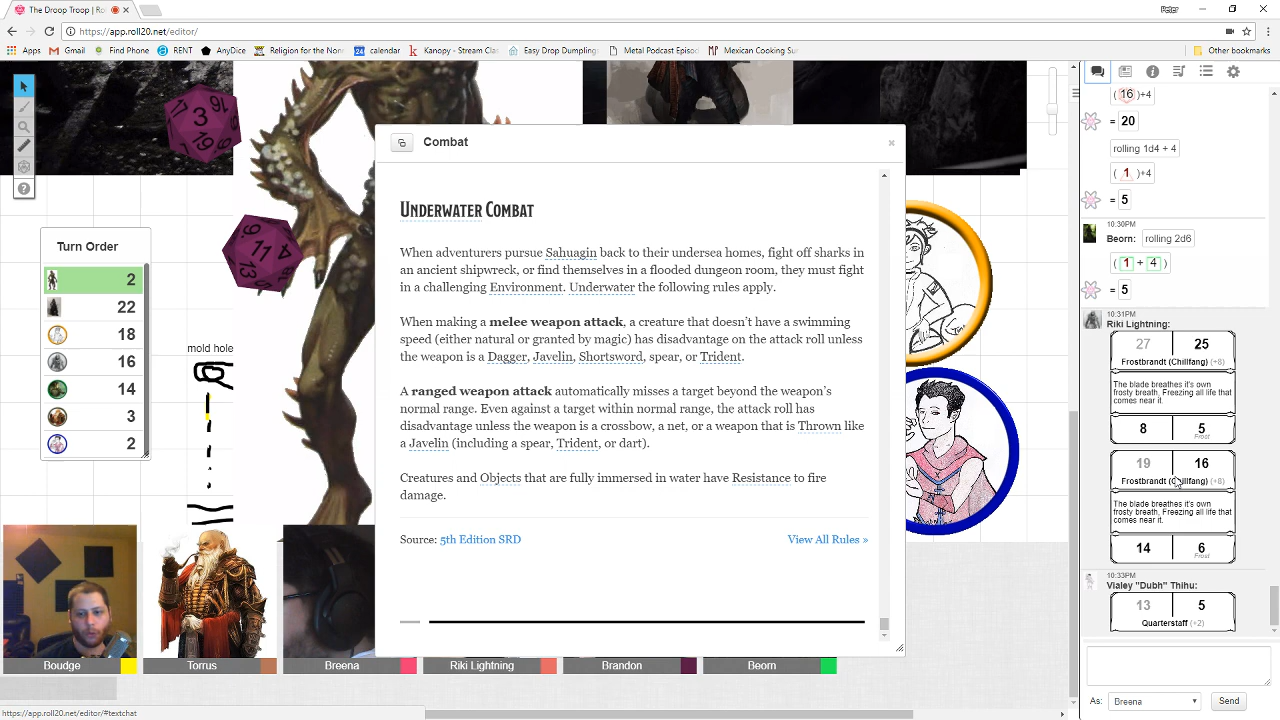 The Droop Troop | Ro
Peter
https://app.roll20.net/editor/
Apps
Gmail
Find Phone
RENT
AnyDice
Religion for the Non
calendar
Kanopy - Stream Clas
Easy Drop Dumpling
Metal Podcast Episod
Mexican Cooking Sur
Other bookmarks
Turn Order
2
22
18
16
14
3
2
mold hole
Combat
Underwater Combat
When adventurers pursue Sahuagin back to their undersea homes, fight off sharks in
an ancient shipwreck, or find themselves in a flooded dungeon room, they must fight
in a challenging Environment. Underwater the following rules apply.
When making a melee weapon attack, a creature that doesn't have a swimming
speed (either natural or granted by magic) has disadvantage on the attack roll unless
the weapon is a Dagger, Javelin, Shortsword, spear, or Trident.
A ranged weapon attack automatically misses a target beyond the weapon's
normal range. Even against a target within normal range, the attack roll has
disadvantage unless the weapon is a crossbow, a net, or a weapon that is Thrown like
a Javelin (including a spear, Trident, or dart).
Creatures and Objects that are fully immersed in water have Resistance to fire
damage.
Source: 5th Edition SRD
View All Rules »
(16)+4
= 20
rolling 1d4 + 4
(1)+4
= 5
10:30PM
Beorn: rolling 2d6
(1 + 4)
= 5
10:31PM
Riki Lightning:
27 25
Frostbrandt (Chillfang) (+8)
The blade breathes it's own
frosty breath, Freezing all life that
comes near it.
8 5
Frost
19 16
Frostbrandt (Chillfang) (+8)
The blade breathes it's own
frosty breath, Freezing all life that
comes near it.
14 6
Frost
10:33PM
Vialey "Dubh" Thihu:
13 5
Quarterstaff (+2)
As: Breena
Send
Boudge
Torrus
Breena
Riki Lightning
Brandon
Beorn
https://app.roll20.net/editor/#textchat